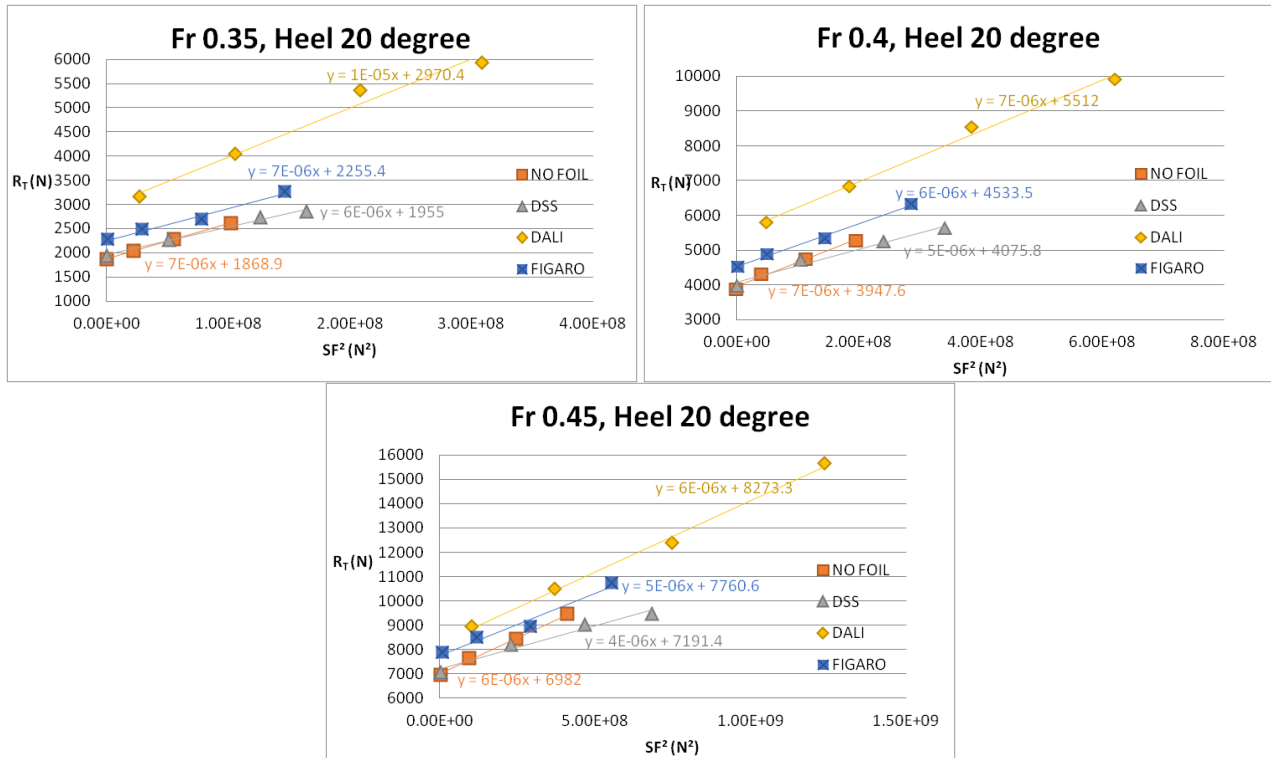 Fr 0.35, Heel 20 degree
6000
5500
5000
4500
4000
3500
3000
2500
2000
1500
1000
R_T (N)
y = 1E-05x + 2970.4
y = 7E-06x + 2255.4
y = 6E-06x + 1955
y = 7E-06x + 1868.9
NO FOIL
DSS
DALI
FIGARO
0.00E+00 1.00E+08 2.00E+08 3.00E+08 4.00E+08
SF² (N²)
Fr 0.4, Heel 20 degree
10000
9000
8000
7000
6000
5000
4000
3000
R_T (N)
y = 7E-06x + 5512
y = 6E-06x + 4533.5
y = 5E-06x + 4075.8
y = 7E-06x + 3947.6
NO FOIL
DSS
DALI
FIGARO
0.00E+00 2.00E+08 4.00E+08 6.00E+08 8.00E+08
SF² (N²)
Fr 0.45, Heel 20 degree
16000
15000
14000
13000
12000
11000
10000
9000
8000
7000
6000
R_T (N)
y = 6E-06x + 8273.3
y = 5E-06x + 7760.6
y = 4E-06x + 7191.4
y = 6E-06x + 6982
NO FOIL
DSS
DALI
FIGARO
0.00E+00 5.00E+08 1.00E+09 1.50E+09
SF² (N²)